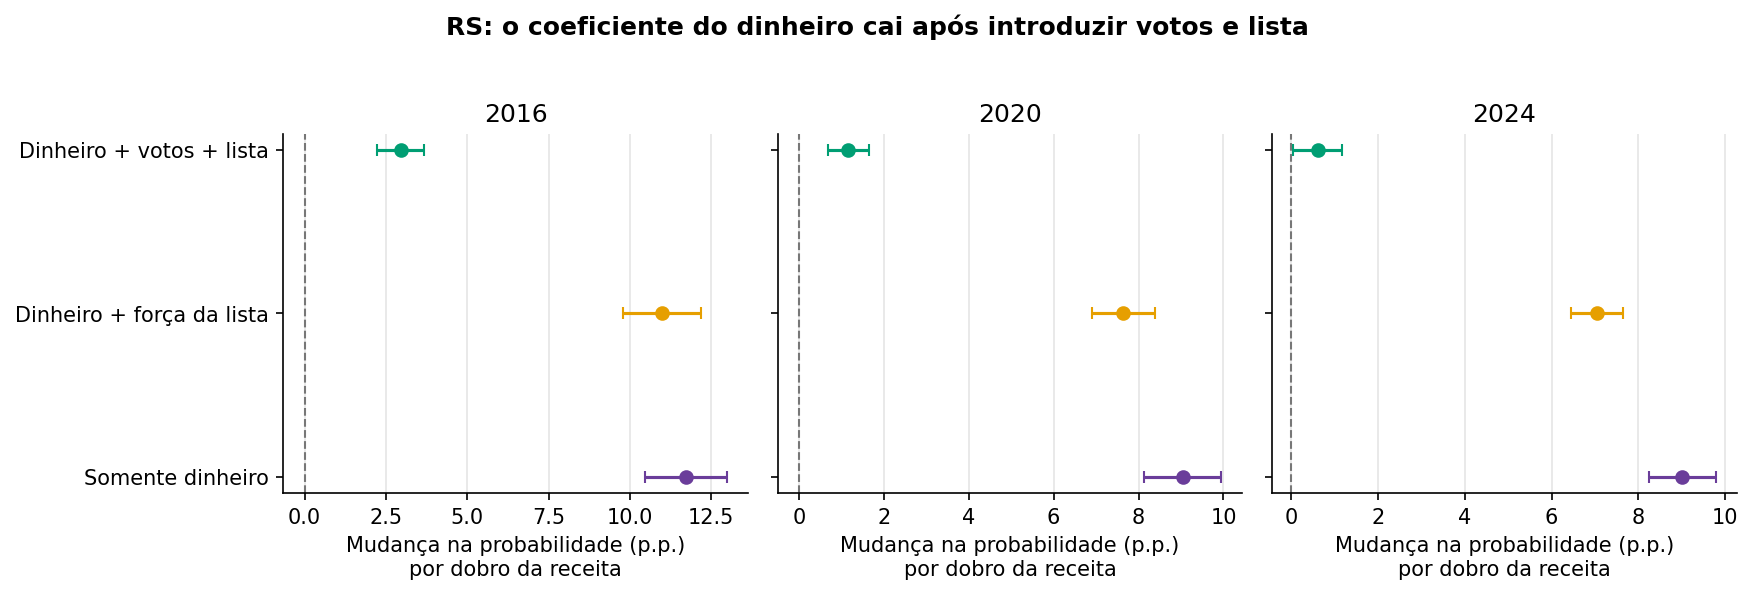 RS: o coeficiente do dinheiro cai após introduzir votos e lista
2016
2020
2024
Dinheiro + votos + lista
Dinheiro + força da lista
Somente dinheiro
0.0 2.5 5.0 7.5 10.0 12.5
0 2 4 6 8 10
0 2 4 6 8 10
Mudança na probabilidade (p.p.)
por dobro da receita
Mudança na probabilidade (p.p.)
por dobro da receita
Mudança na probabilidade (p.p.)
por dobro da receita